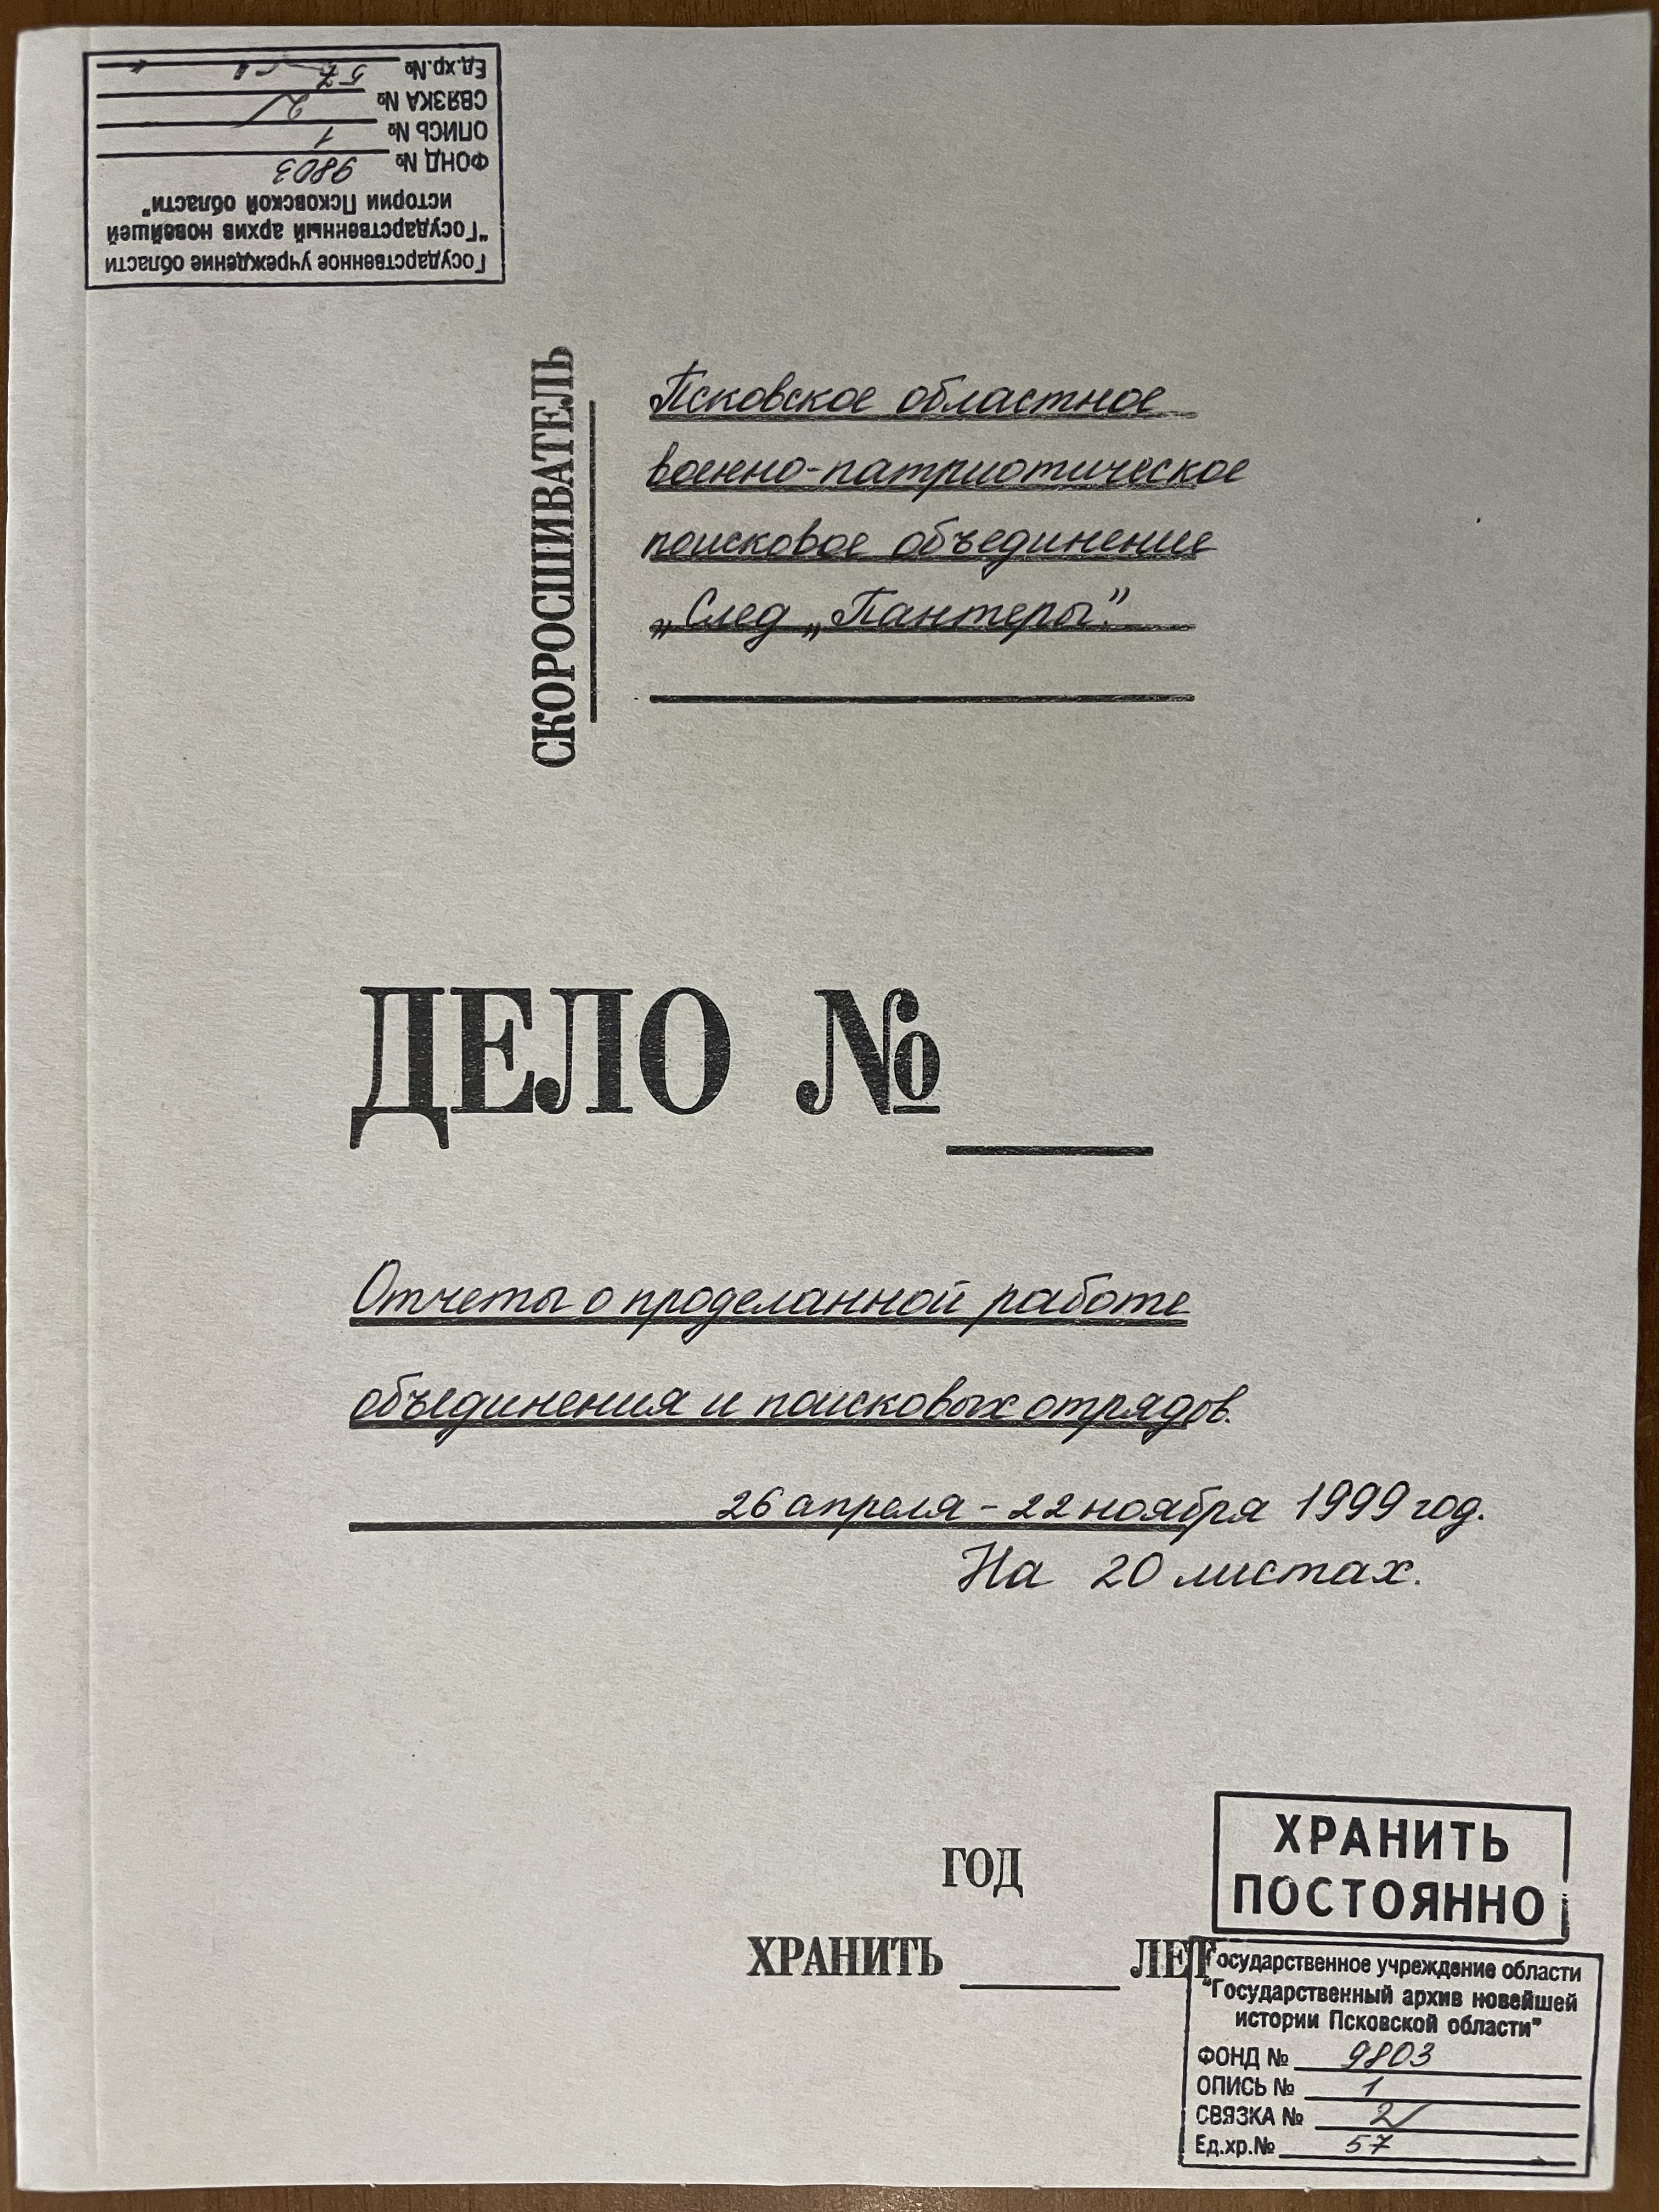 Государственное учреждение области
"Государственный архив новейшей
истории Псковской области"
ФОНД № 9803
ОПИСЬ № 1
СВЯЗКА № 2
Ед.хр.№ 57
СКОРОСШИВАТЕЛЬ
Псковское областное
военно-патриотическое
поисковое объединение
„След „Пантеры”.
ДЕЛО №
Отчеты о проделанной работе
объединения и поисковых отрядов.
26 апреля - 22 ноября 1999 год.
На 20 листах.
ГОД
ХРАНИТЬ ЛЕТ
ХРАНИТЬ
ПОСТОЯННО
Государственное учреждение области
"Государственный архив новейшей
истории Псковской области"
ФОНД № 9803
ОПИСЬ № 1
СВЯЗКА № 2
Ед.хр.№ 57